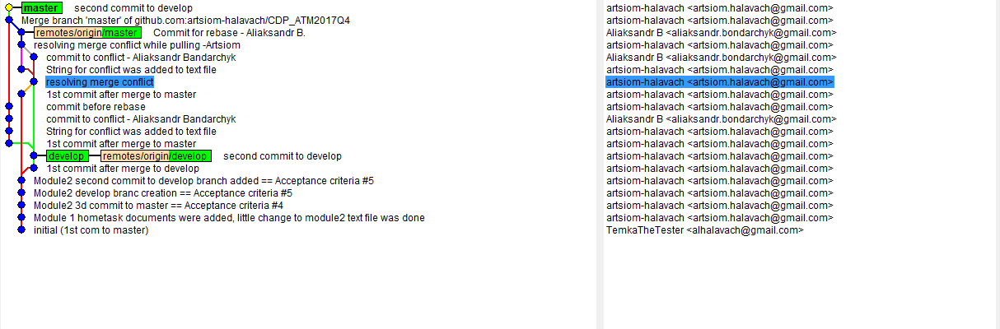 master second commit to develop artsiom-halavach <artsiom.halavach@gmail.com>
Merge branch 'master' of github.com:artsiom-halavach/CDP_ATM2017Q4 artsiom-halavach <artsiom.halavach@gmail.com>
remotes/origin/master Commit for rebase - Aliaksandr B. Aliaksandr B <aliaksandr.bondarchyk@gmail.com>
resolving merge conflict while pulling -Artsiom artsiom-halavach <artsiom.halavach@gmail.com>
commit to conflict - Aliaksandr Bandarchyk Aliaksandr B <aliaksandr.bondarchyk@gmail.com>
String for conflict was added to text file artsiom-halavach <artsiom.halavach@gmail.com>
resolving merge conflict artsiom-halavach <artsiom.halavach@gmail.com>
1st commit after merge to master artsiom-halavach <artsiom.halavach@gmail.com>
commit before rebase artsiom-halavach <artsiom.halavach@gmail.com>
commit to conflict - Aliaksandr Bandarchyk Aliaksandr B <aliaksandr.bondarchyk@gmail.com>
String for conflict was added to text file artsiom-halavach <artsiom.halavach@gmail.com>
1st commit after merge to master artsiom-halavach <artsiom.halavach@gmail.com>
develop remotes/origin/develop second commit to develop artsiom-halavach <artsiom.halavach@gmail.com>
1st commit after merge to develop artsiom-halavach <artsiom.halavach@gmail.com>
Module2 second commit to develop branch added == Acceptance criteria #5 artsiom-halavach <artsiom.halavach@gmail.com>
Module2 develop branc creation == Acceptance criteria #5 artsiom-halavach <artsiom.halavach@gmail.com>
Module2 3d commit to master == Acceptance criteria #4 artsiom-halavach <artsiom.halavach@gmail.com>
Module 1 hometask documents were added, little change to module2 text file was done artsiom-halavach <artsiom.halavach@gmail.com>
initial (1st com to master) TemkaTheTester <alhalavach@gmail.com>